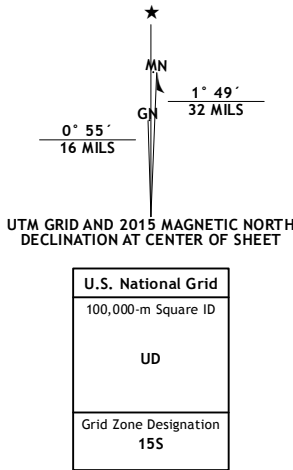 ★
MN
1° 49´
32 MILS
GN
0° 55´
16 MILS
UTM GRID AND 2015 MAGNETIC NORTH
DECLINATION AT CENTER OF SHEET
U.S. National Grid
100,000-m Square ID
UD
Grid Zone Designation
15S